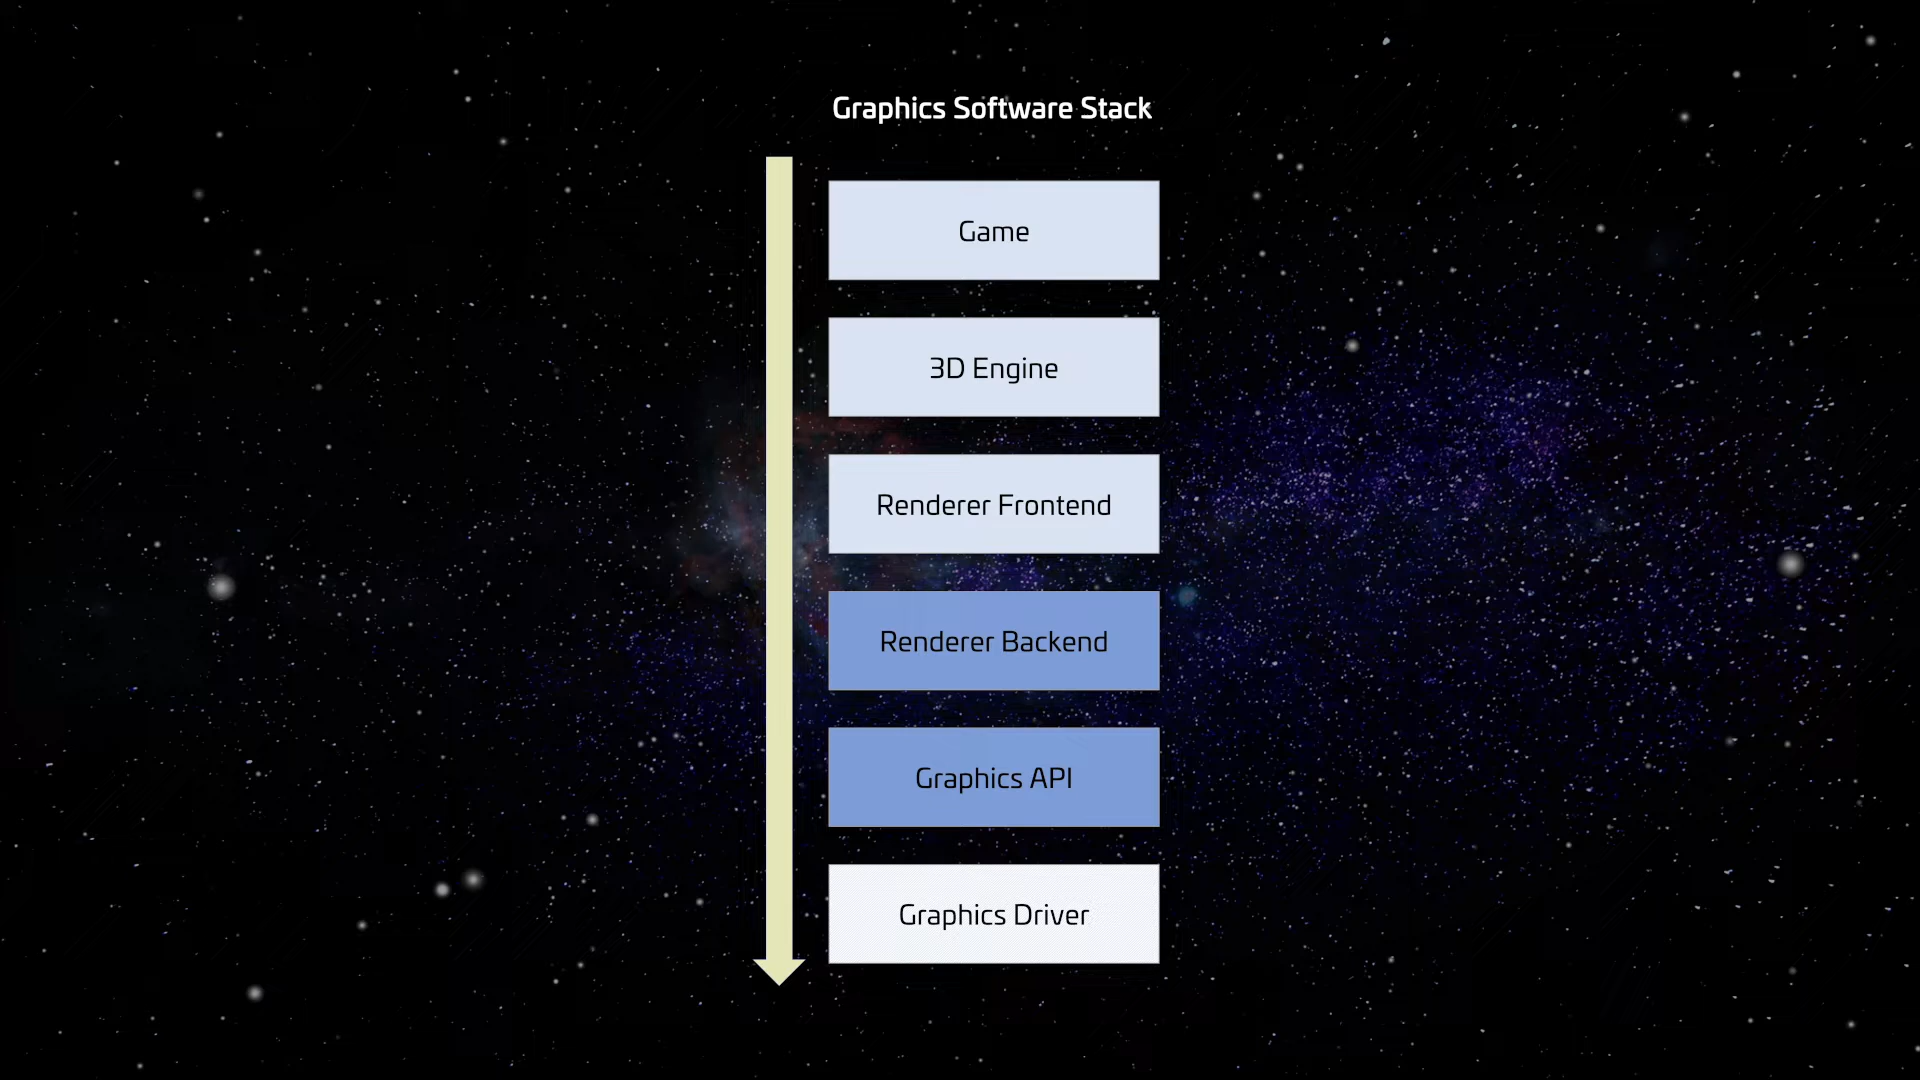 Graphics Software Stack
Game
3D Engine
Renderer Frontend
Renderer Backend
Graphics API
Graphics Driver